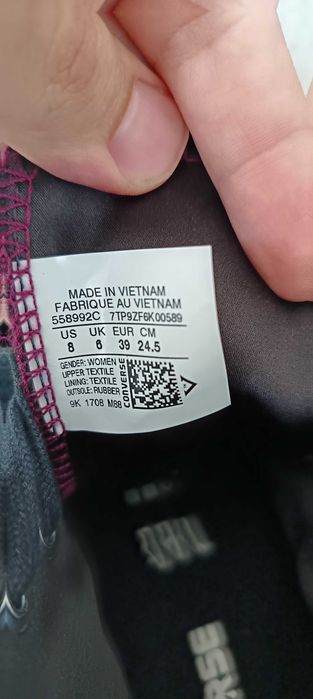 MADE IN VIETNAM
FABRIQUE AU VIETNAM
558992C 7TP9ZF6K00589
US UK EUR CM
8 6 39 24.5
GENDER: WOMEN
UPPER:TEXTILE
LINING: TEXTILE
OUTSOLE: RUBBER
9K 1708 M88
CONVERSE
RSE